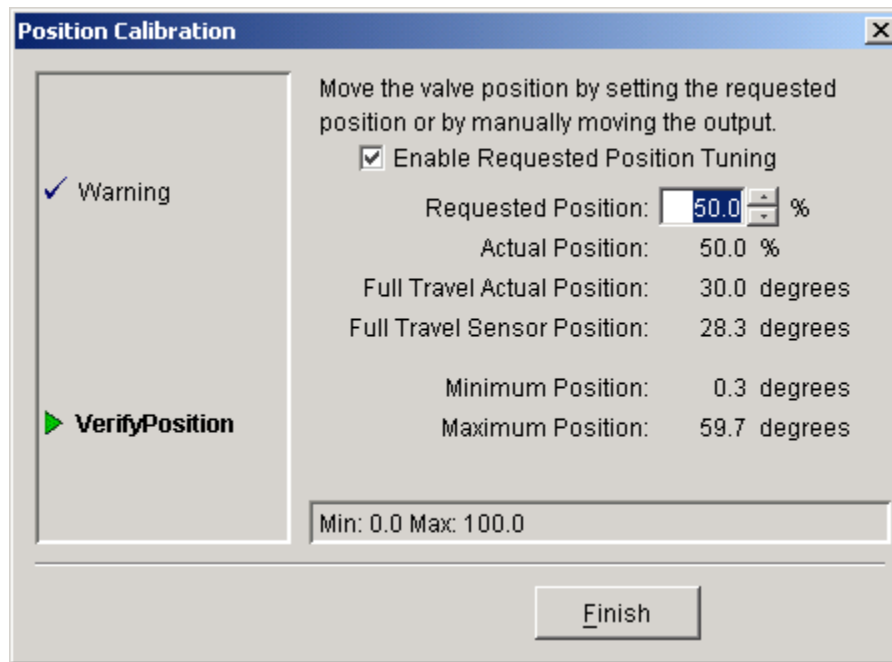 Position Calibration
Warning
VerifyPosition
Move the valve position by setting the requested
position or by manually moving the output.
Enable Requested Position Tuning
Requested Position: 50.0 %
Actual Position: 50.0 %
Full Travel Actual Position: 30.0 degrees
Full Travel Sensor Position: 28.3 degrees
Minimum Position: 0.3 degrees
Maximum Position: 59.7 degrees
Min: 0.0 Max: 100.0
Finish